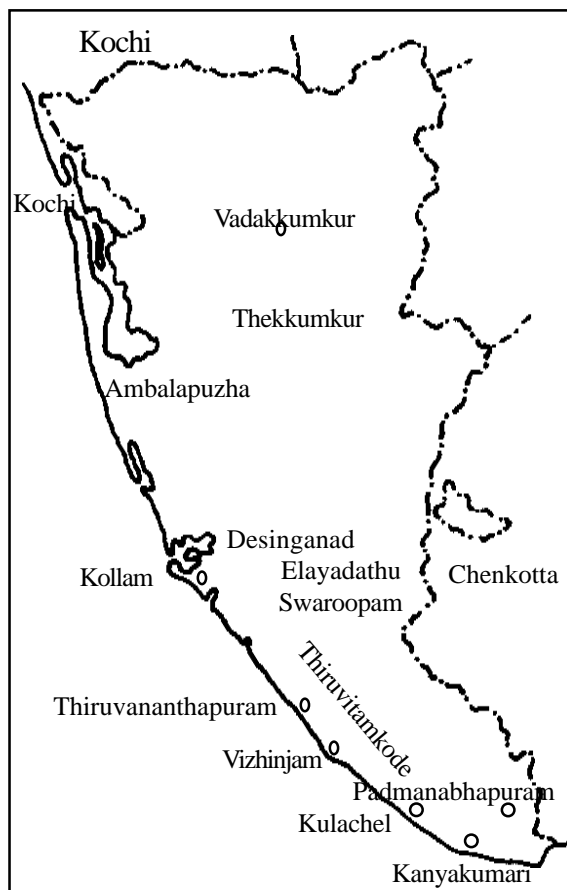 Kochi
Kochi
Vadakkumkur
Thekkumkur
Ambalapuzha
Desinganad
Kollam
Elayadathu
Swaroopam
Chenkotta
Thiruvitamkode
Thiruvananthapuram
Vizhinjam
Padmanabhapuram
Kulachel
Kanyakumari